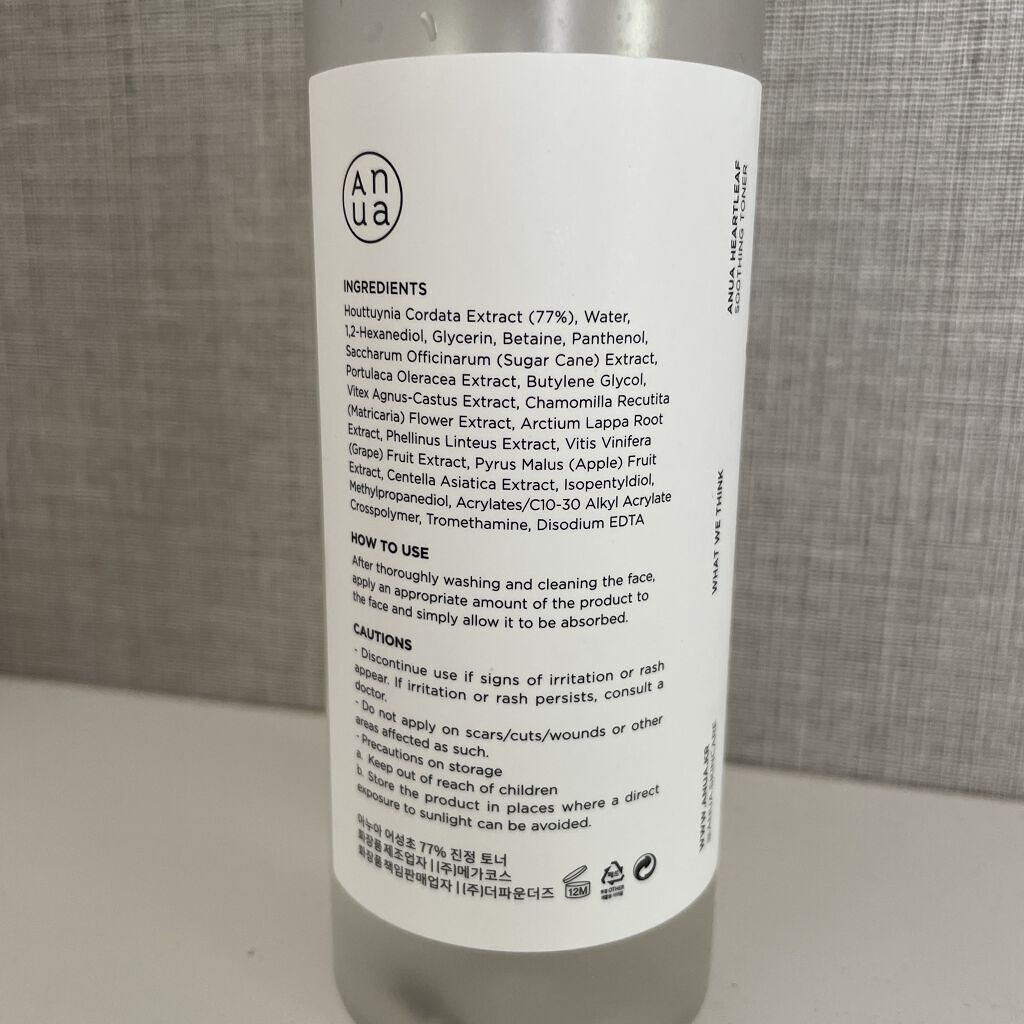 An
ua
INGREDIENTS
Houttuynia Cordata Extract (77%), Water,
1,2-Hexanediol, Glycerin, Betaine, Panthenol,
Saccharum Officinarum (Sugar Cane) Extract,
Portulaca Oleracea Extract, Butylene Glycol,
Vitex Agnus-Castus Extract, Chamomilla Recutita
(Matricaria) Flower Extract, Arctium Lappa Root
Extract, Phellinus Linteus Extract, Vitis Vinifera
(Grape) Fruit Extract, Pyrus Malus (Apple) Fruit
Extract, Centella Asiatica Extract, Isopentyldiol,
Methylpropanediol, Acrylates/C10-30 Alkyl Acrylate
Crosspolymer, Tromethamine, Disodium EDTA
HOW TO USE
After thoroughly washing and cleaning the face,
apply an appropriate amount of the product to
the face and simply allow it to be absorbed.
CAUTIONS
- Discontinue use if signs of irritation or rash
appear. If irritation or rash persists, consult a
doctor.
- Do not apply on scars/cuts/wounds or other
areas affected as such.
- Precautions on storage
a. Keep out of reach of children
b. Store the product in places where a direct
exposure to sunlight can be avoided.
아누아 어성초 77% 진정 토너
화장품제조업자 | (주)메가코스
화장품책임판매업자 | (주)더파운더즈
12M
페트
OTHER
ANUA HEARTLEAF
SOOTHING TONER
WHAT WE THINK
WWW.ANUA.KR